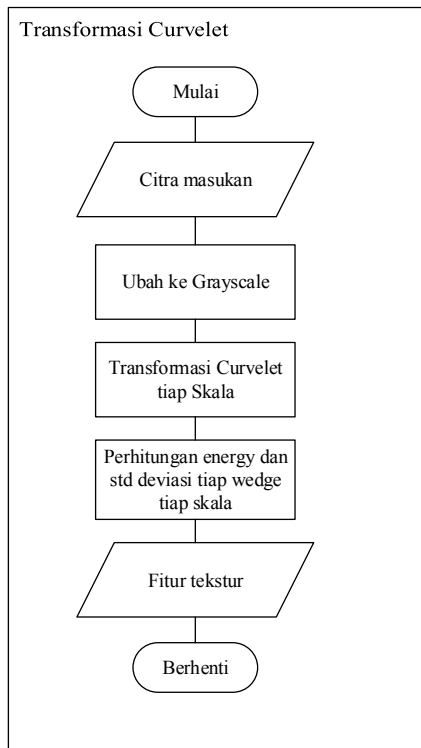 Transformasi Curvelet
Mulai
Citra masukan
Ubah ke Grayscale
Transformasi Curvelet
tiap Skala
Perhitungan energy dan
std deviasi tiap wedge
tiap skala
Fitur tekstur
Berhenti